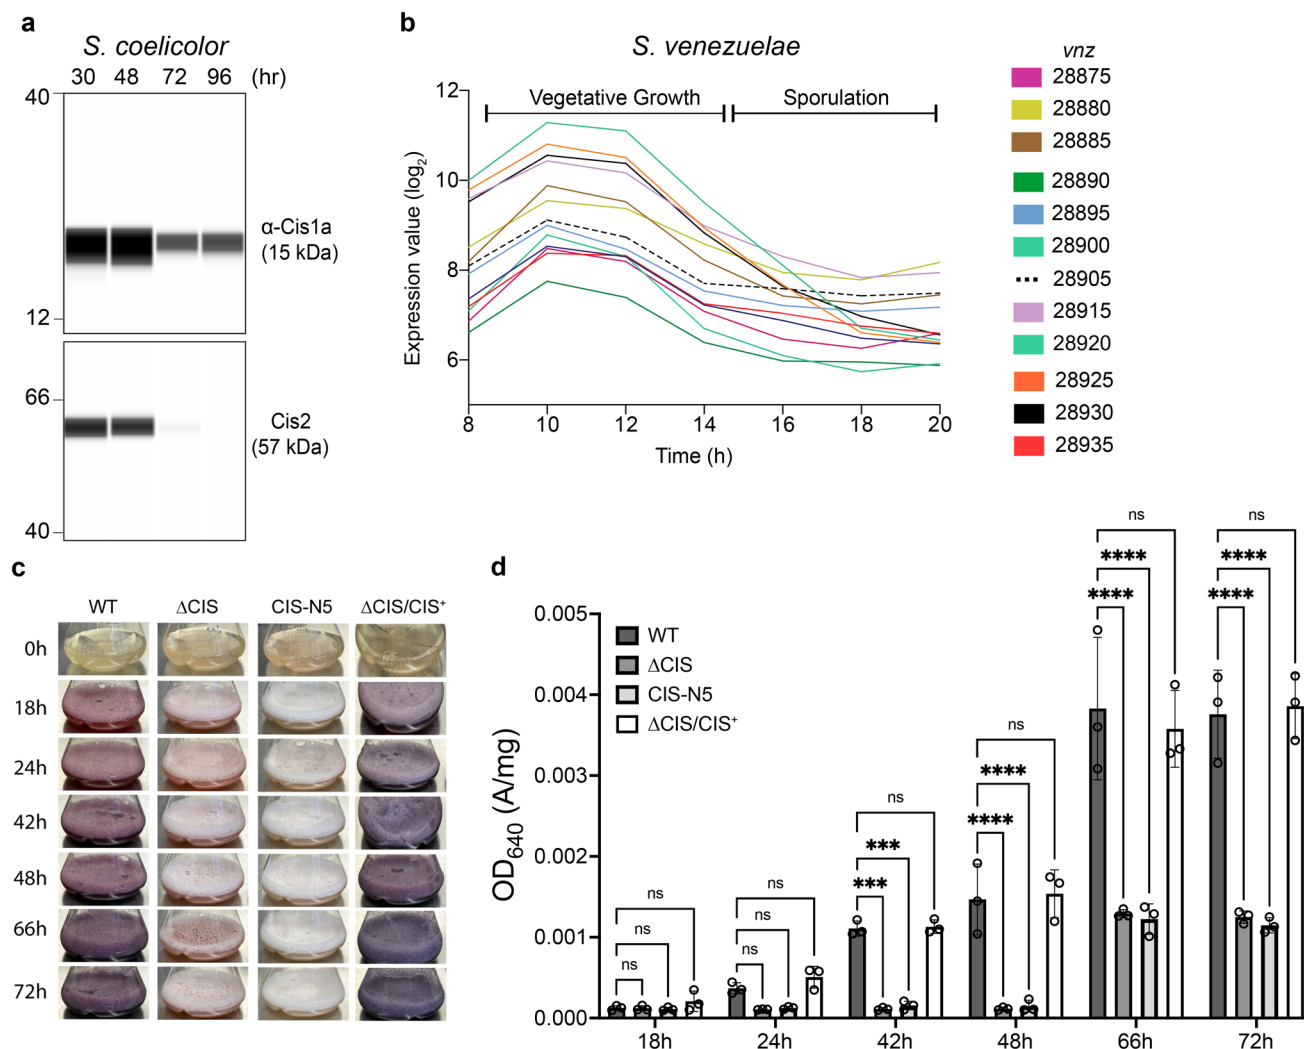 a
S. coelicolor
30 48 72 96 (hr)
40
α-Cis1a
(15 kDa)
12
66
Cis2
(57 kDa)
40
b
S. venezuelae
Vegetative Growth
Sporulation
Expression value (log2)
12
10
8
6
8 10 12 14 16 18 20
Time (h)
vnz
28875
28880
28885
28890
28895
28900
28905
28915
28920
28925
28930
28935
c
WT ΔCIS CIS-N5 ΔCIS/CIS⁺
0h
18h
24h
42h
48h
66h
72h
d
OD640 (A/mg)
0.005
0.004
0.003
0.002
0.001
0.000
WT
ΔCIS
CIS-N5
ΔCIS/CIS⁺
ns
ns
ns
ns
ns
ns
ns
***
***
ns
****
****
ns
****
****
ns
****
****
18h 24h 42h 48h 66h 72h